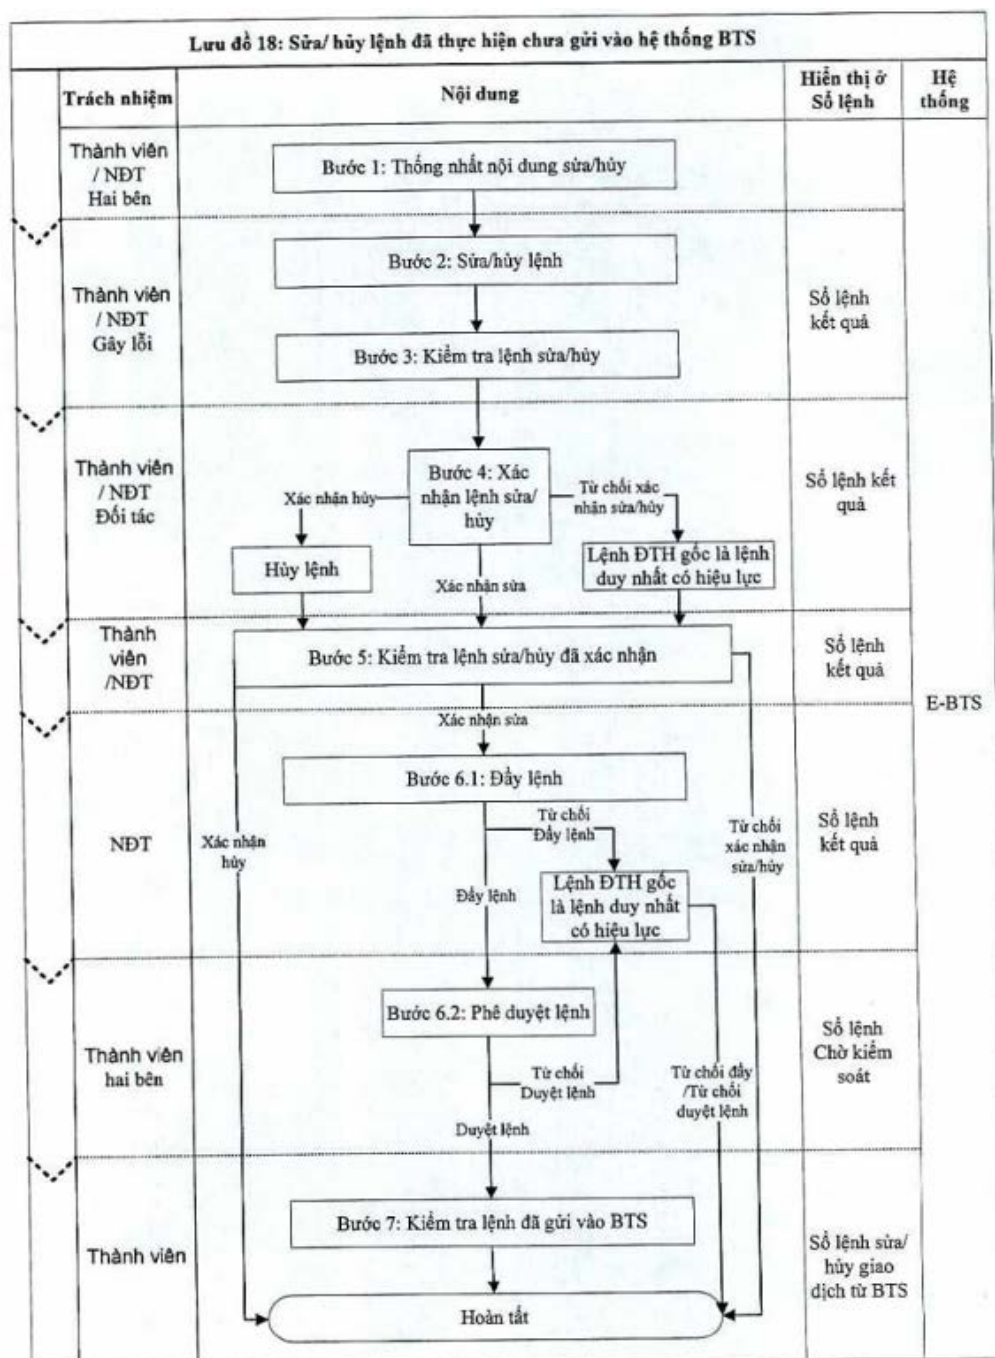 Lưu đồ 18: Sửa/ hủy lệnh đã thực hiện chưa gửi vào hệ thống BTS
Trách nhiệm
Nội dung
Hiển thị ở
Sổ lệnh
Hệ
thống
Thành viên
/ NĐT
Hai bên
Bước 1: Thống nhất nội dung sửa/hủy
Thành viên
/ NĐT
Gây lỗi
Bước 2: Sửa/hủy lệnh
Bước 3: Kiểm tra lệnh sửa/hủy
Sổ lệnh
kết quả
Thành viên
/ NĐT
Đối tác
Bước 4: Xác
nhận lệnh sửa/
hủy
Xác nhận hủy
Từ chối xác
nhận sửa/hủy
Hủy lệnh
Xác nhận sửa
Lệnh ĐTH gốc là lệnh
duy nhất có hiệu lực
Sổ lệnh kết
quả
Thành
viên
/NĐT
Bước 5: Kiểm tra lệnh sửa/hủy đã xác nhận
Sổ lệnh
kết quả
E-BTS
Xác nhận sửa
NĐT
Bước 6.1: Đẩy lệnh
Từ chối
Đẩy lệnh
Xác nhận
hủy
Đẩy lệnh
Lệnh ĐTH gốc
là lệnh duy nhất
có hiệu lực
Từ chối
xác nhận
sửa/hủy
Sổ lệnh
kết quả
Thành viên
hai bên
Bước 6.2: Phê duyệt lệnh
Từ chối
Duyệt lệnh
Duyệt lệnh
Từ chối đẩy
/Từ chối
duyệt lệnh
Sổ lệnh
Chờ kiểm
soát
Thành viên
Bước 7: Kiểm tra lệnh đã gửi vào BTS
Hoàn tất
Sổ lệnh sửa/
hủy giao
dịch từ BTS